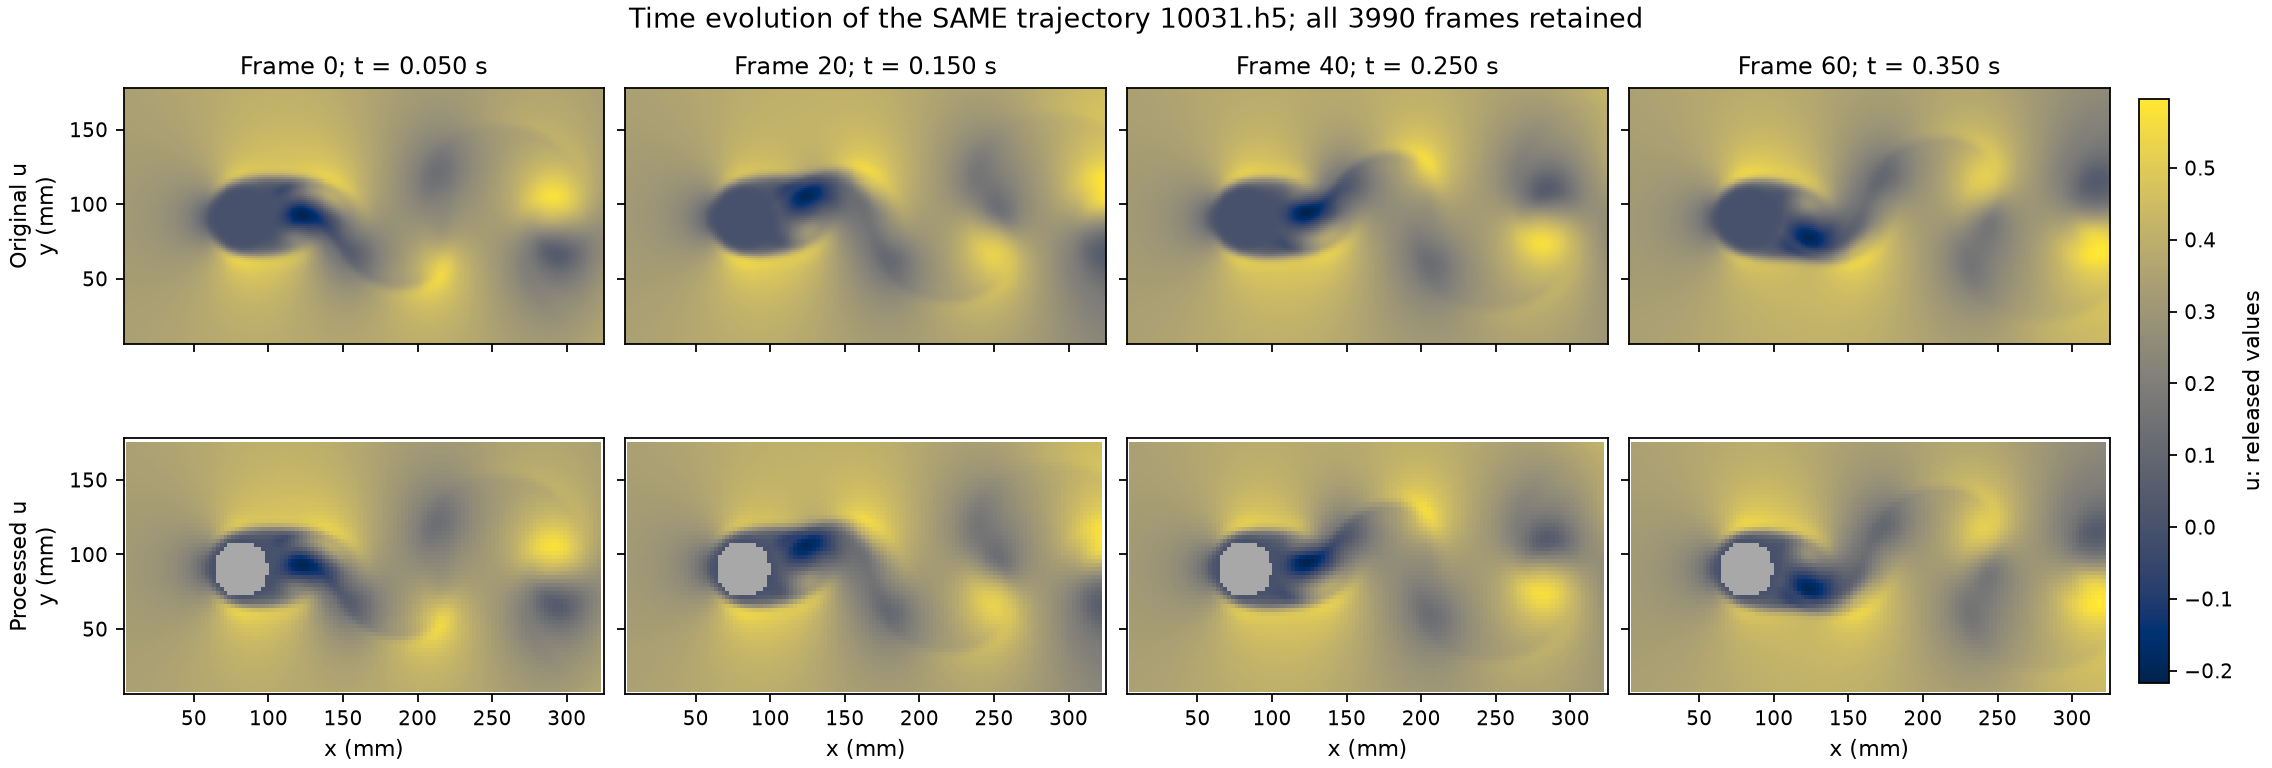 Time evolution of the SAME trajectory 10031.h5; all 3990 frames retained
Frame 0; t = 0.050 s
Frame 20; t = 0.150 s
Frame 40; t = 0.250 s
Frame 60; t = 0.350 s
Original u
y (mm)
150
100
50
Processed u
y (mm)
150
100
50
50 100 150 200 250 300
x (mm)
50 100 150 200 250 300
x (mm)
50 100 150 200 250 300
x (mm)
50 100 150 200 250 300
x (mm)
0.5
0.4
0.3
0.2
0.1
0.0
−0.1
−0.2
u: released values